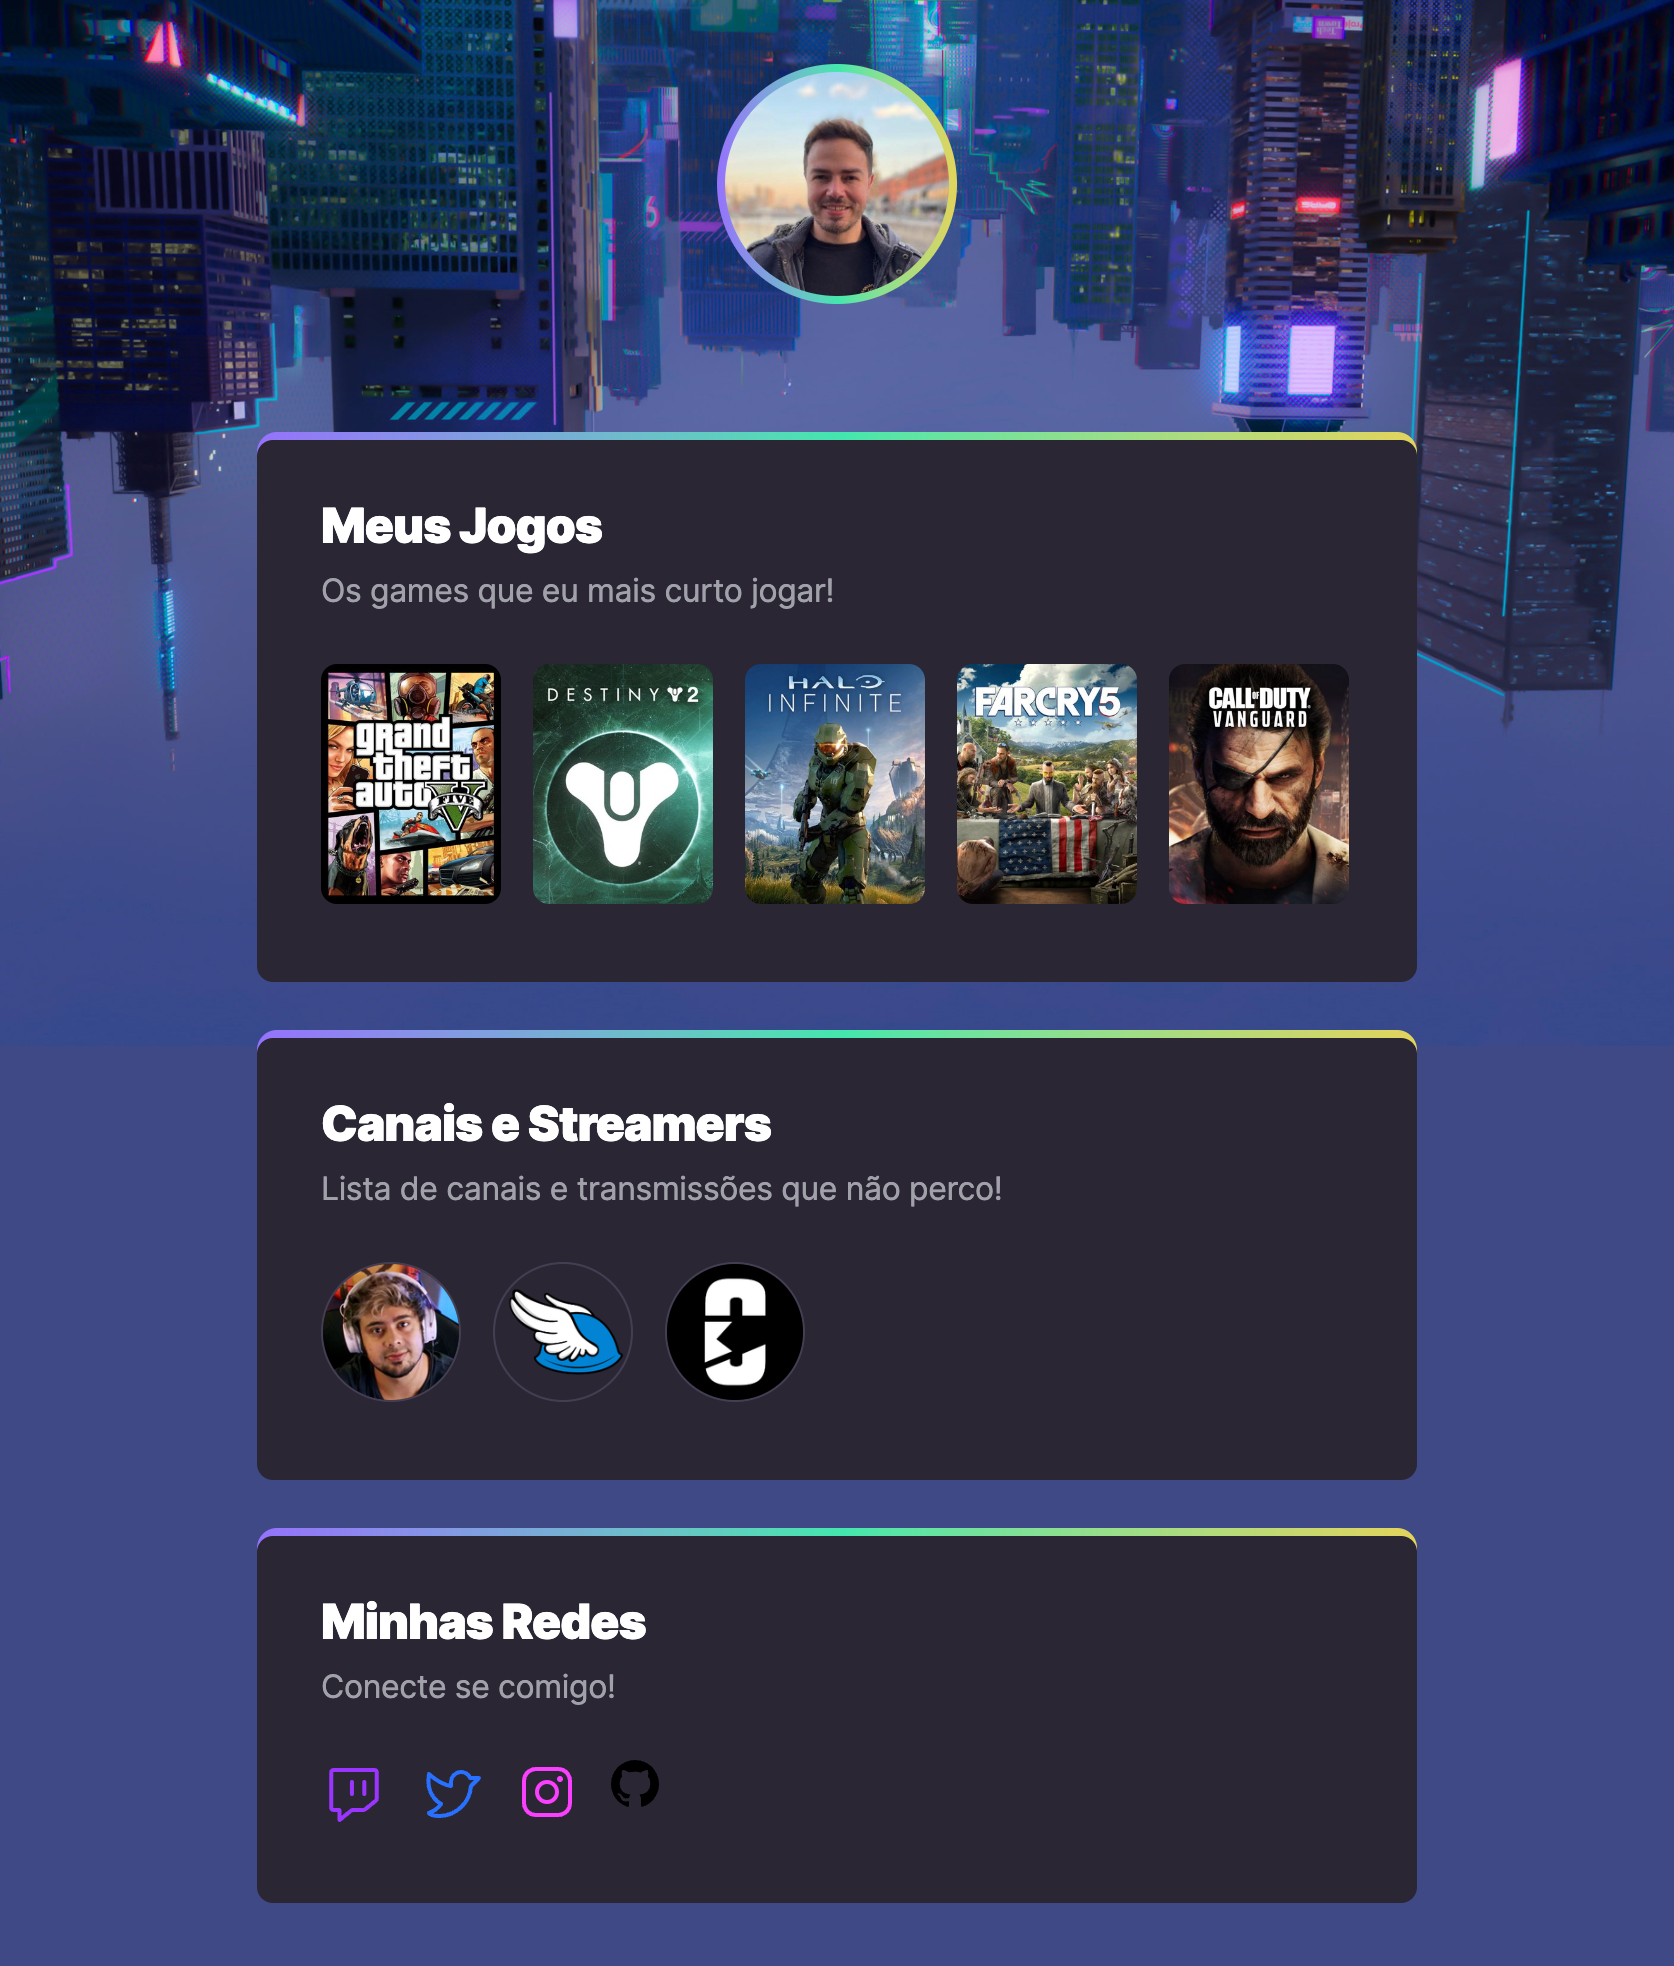 6
Meus Jogos
Os games que eu mais curto jogar!
grand
theft
auto
FIVE
DESTINY 2
HALO
INFINITE
FARCRY5
CALL OF DUTY
VANGUARD
Canais e Streamers
Lista de canais e transmissões que não perco!
Minhas Redes
Conecte se comigo!